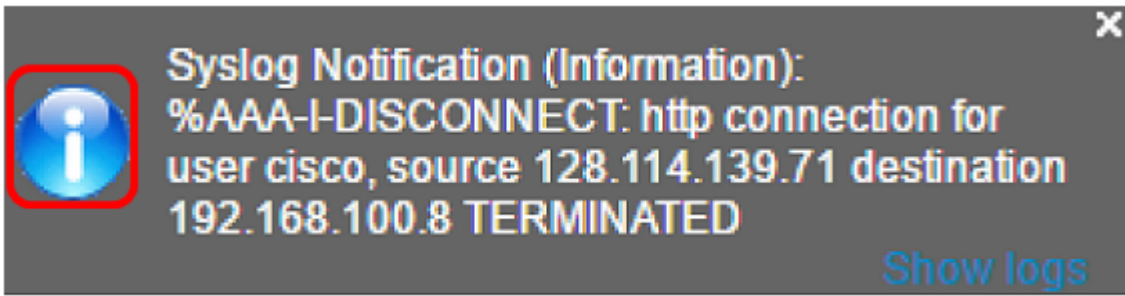 Syslog Notification (Information):
%AAA-I-DISCONNECT: http connection for
user cisco, source 128.114.139.71 destination
192.168.100.8 TERMINATED
Show logs